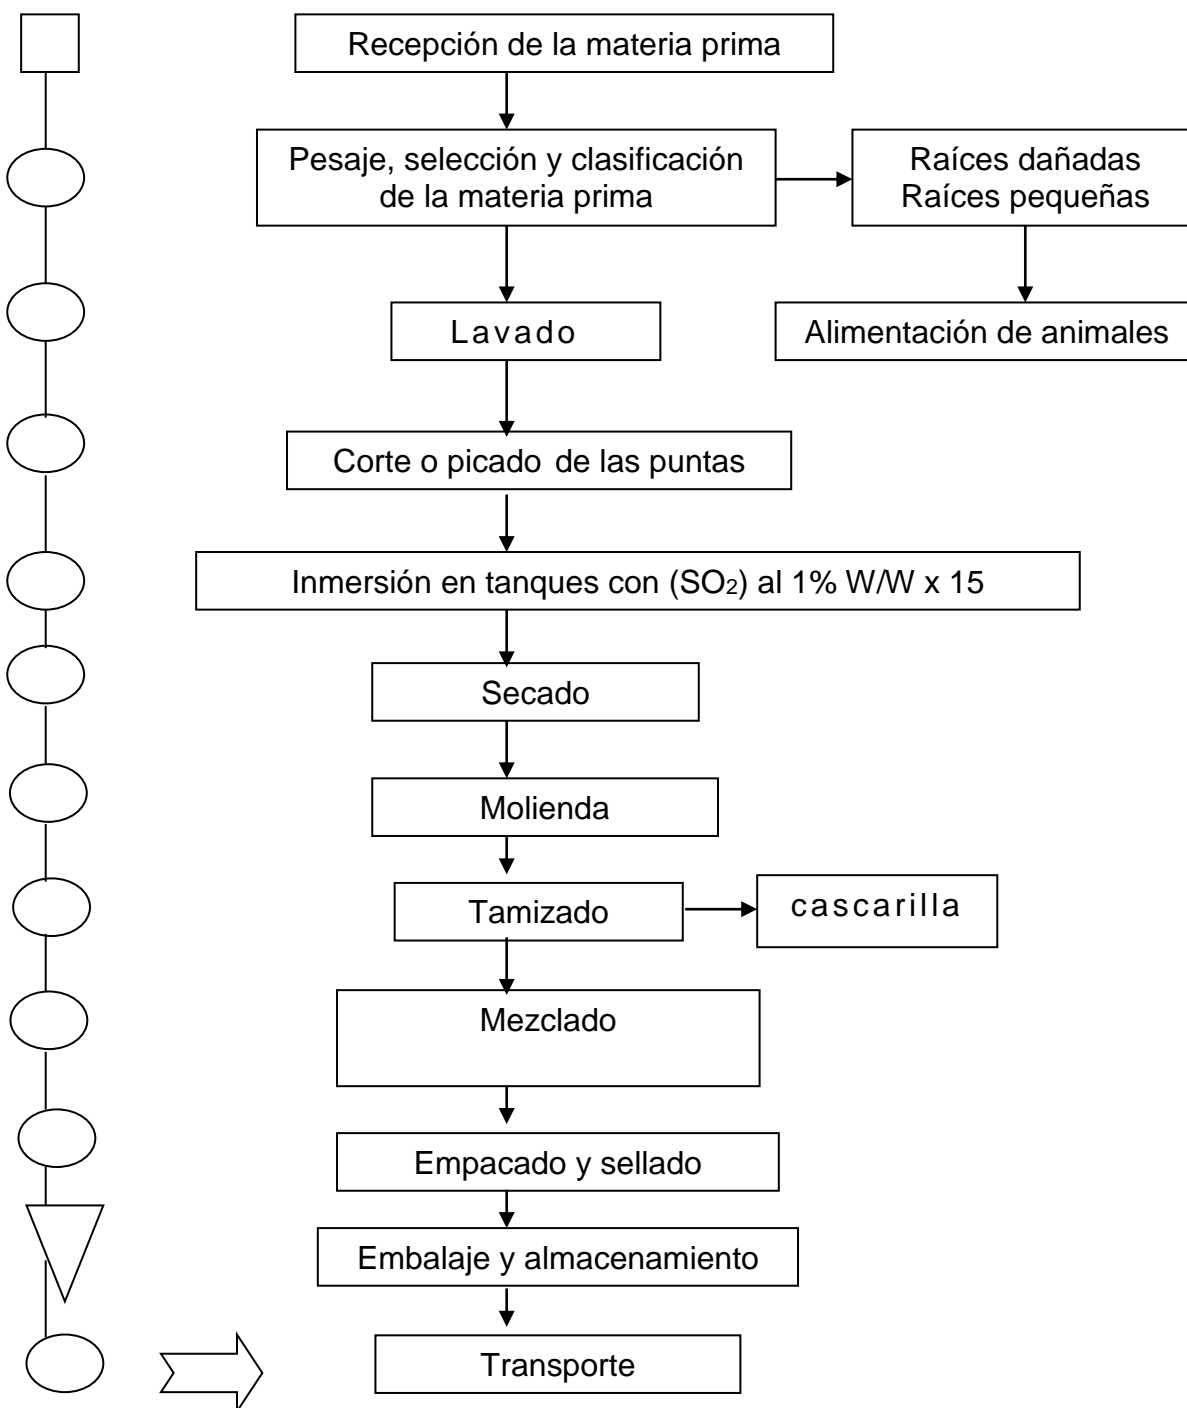 Recepción de la materia prima
Pesaje, selección y clasificación
de la materia prima
Raíces dañadas
Raíces pequeñas
Lavado
Alimentación de animales
Corte o picado de las puntas
Inmersión en tanques con (SO₂) al 1% W/W x 15
Secado
Molienda
Tamizado
cascarilla
Mezclado
Empacado y sellado
Embalaje y almacenamiento
Transporte